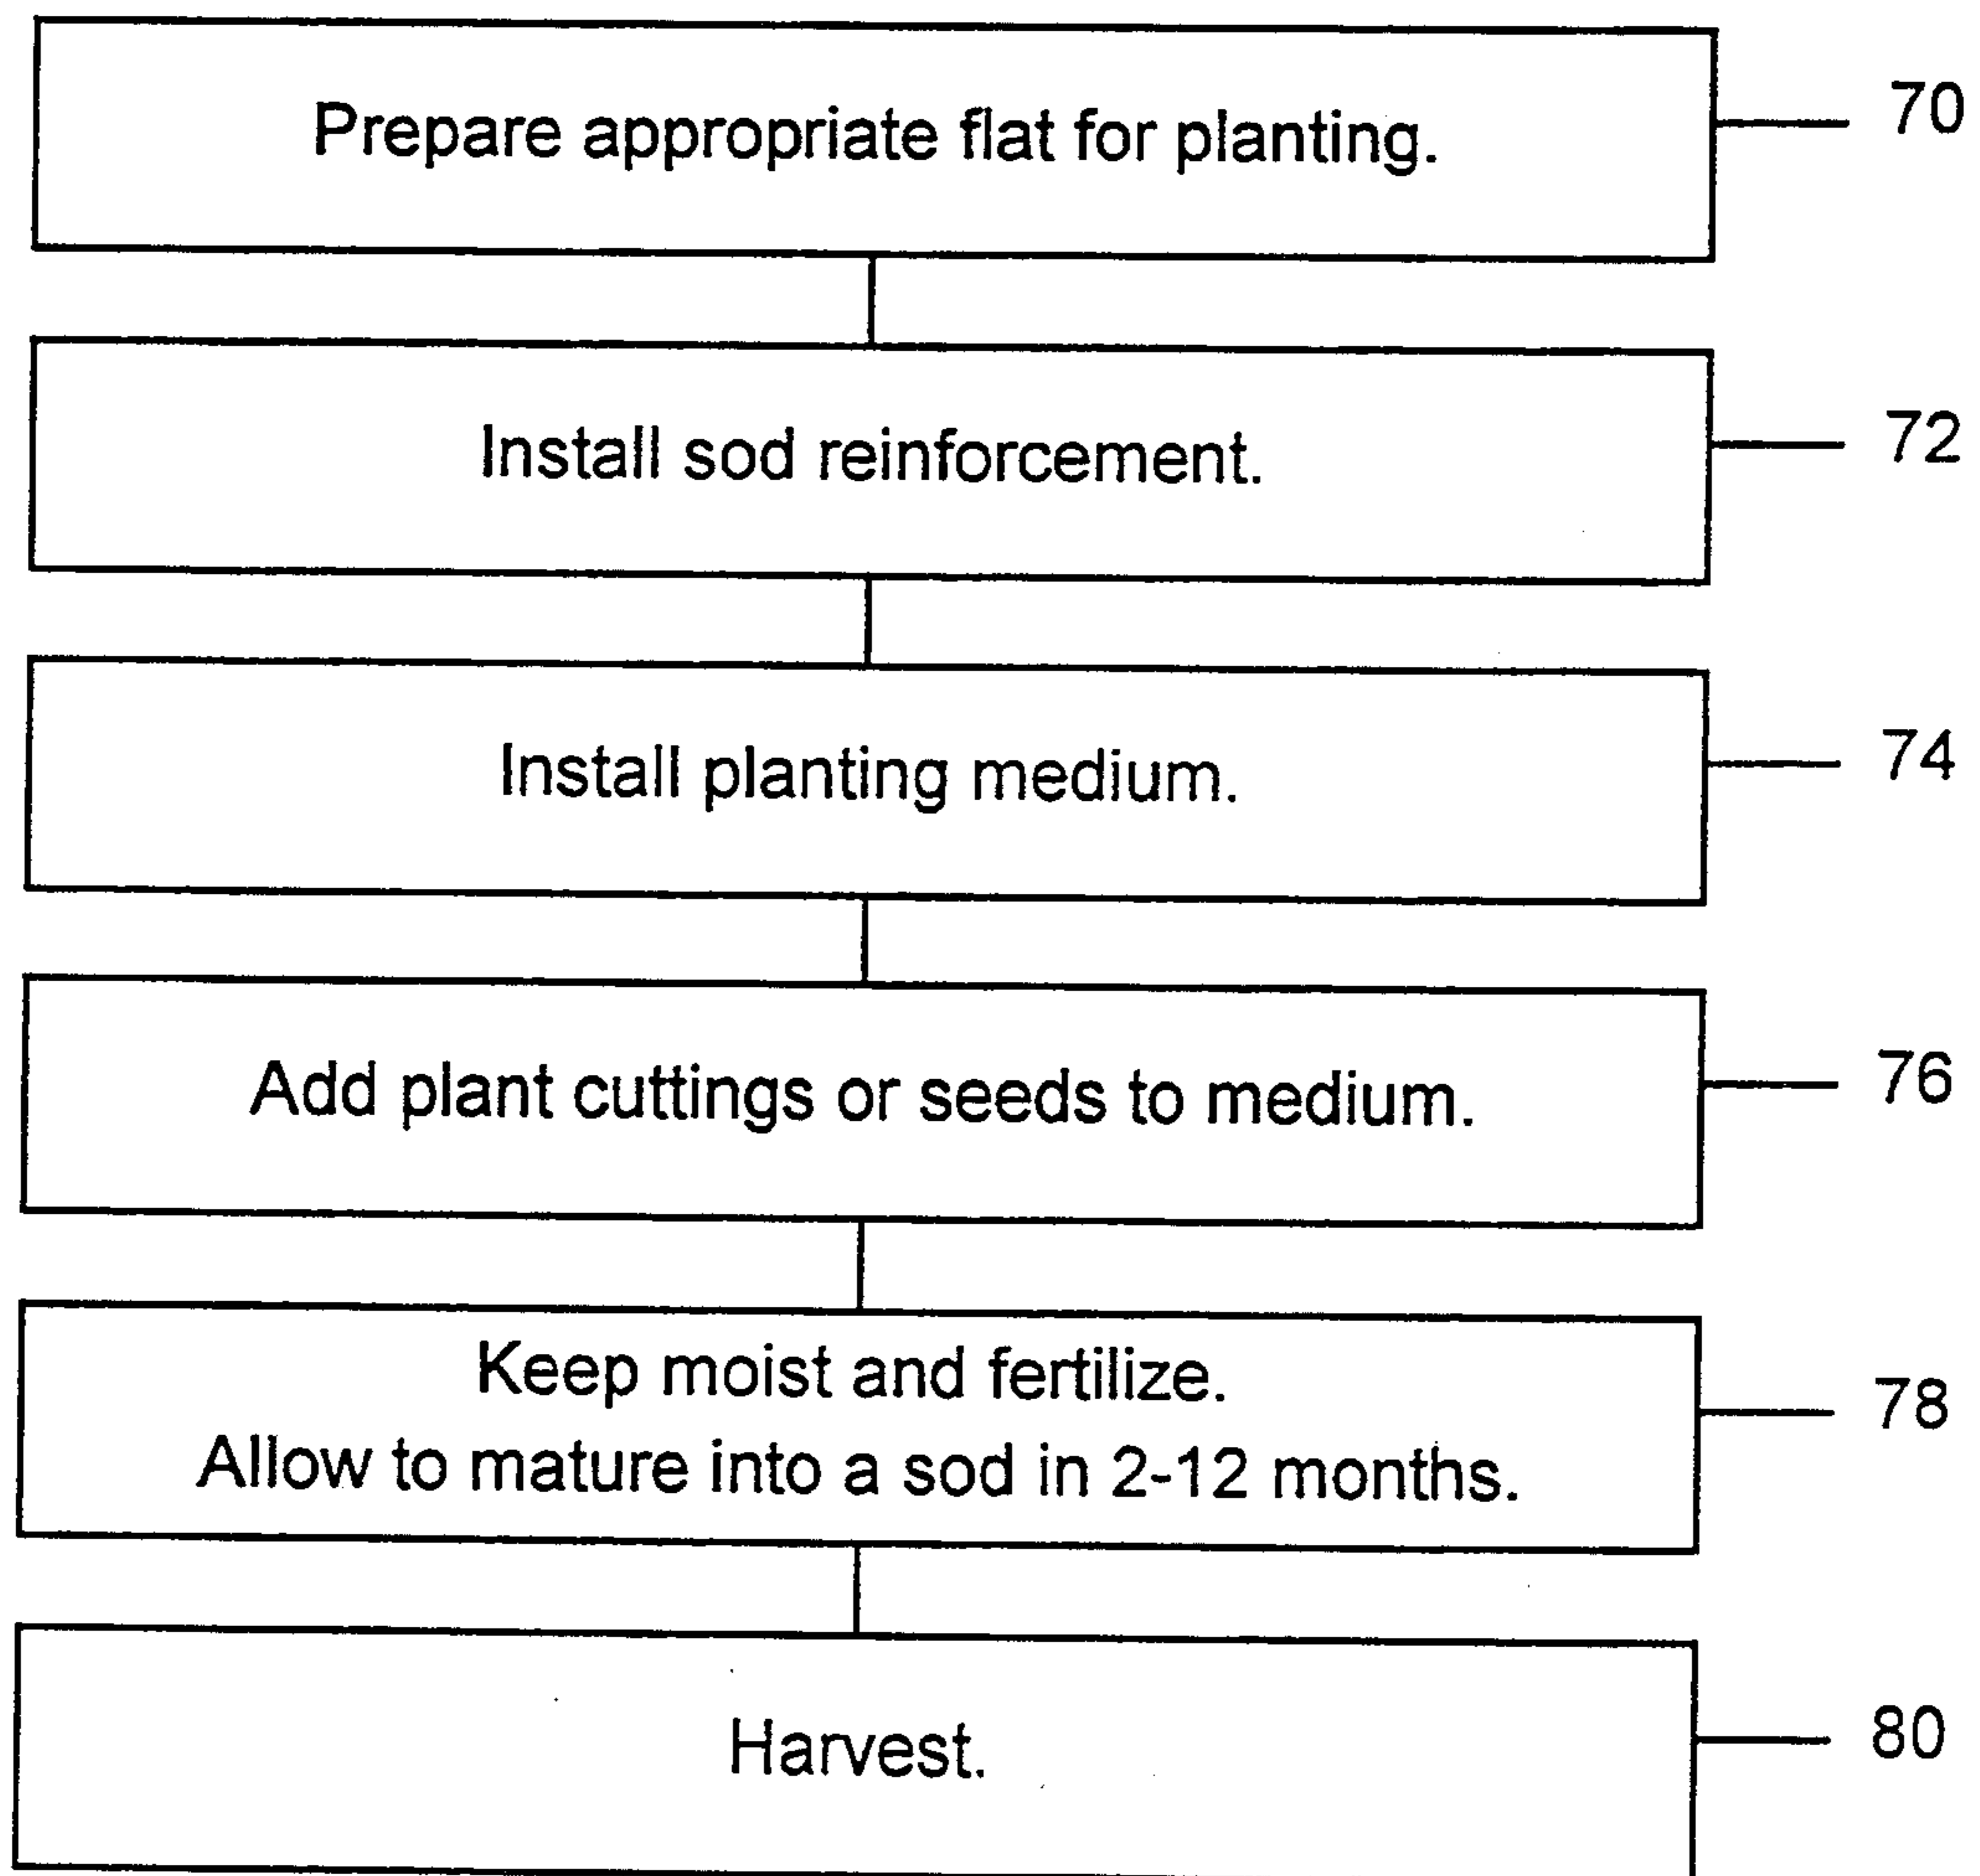 Prepare appropriate flat for planting.
70
Install sod reinforcement.
72
Install planting medium.
74
Add plant cuttings or seeds to medium.
76
Keep moist and fertilize.
Allow to mature into a sod in 2-12 months.
78
Harvest.
80